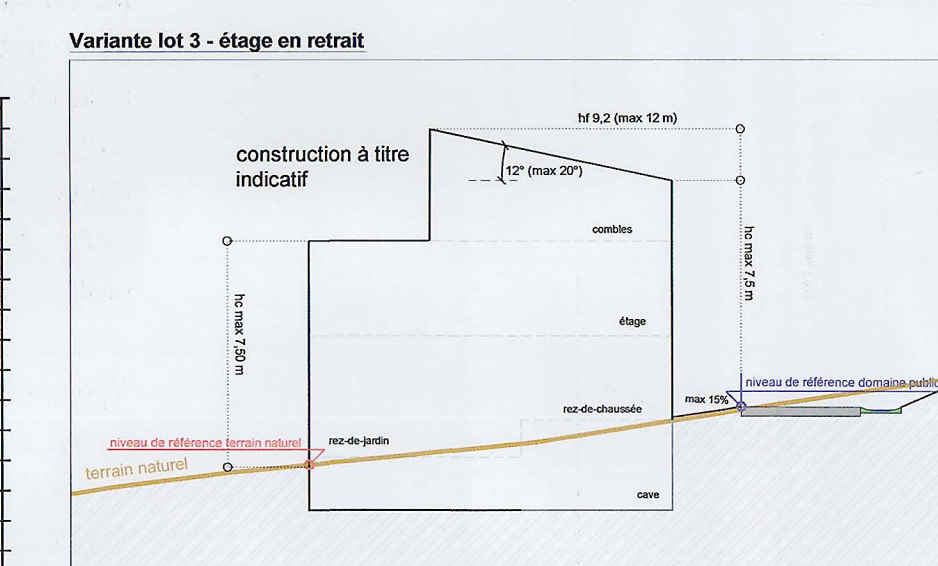 Variante lot 3 - étage en retrait
hf 9,2 (max 12 m)
construction à titre
indicatif
12° (max 20°)
combles
hc max 7,5 m
hc max 7,50 m
étage
niveau de référence domaine public
max 15%
rez-de-chaussée
niveau de référence terrain naturel
rez-de-jardin
terrain naturel
cave